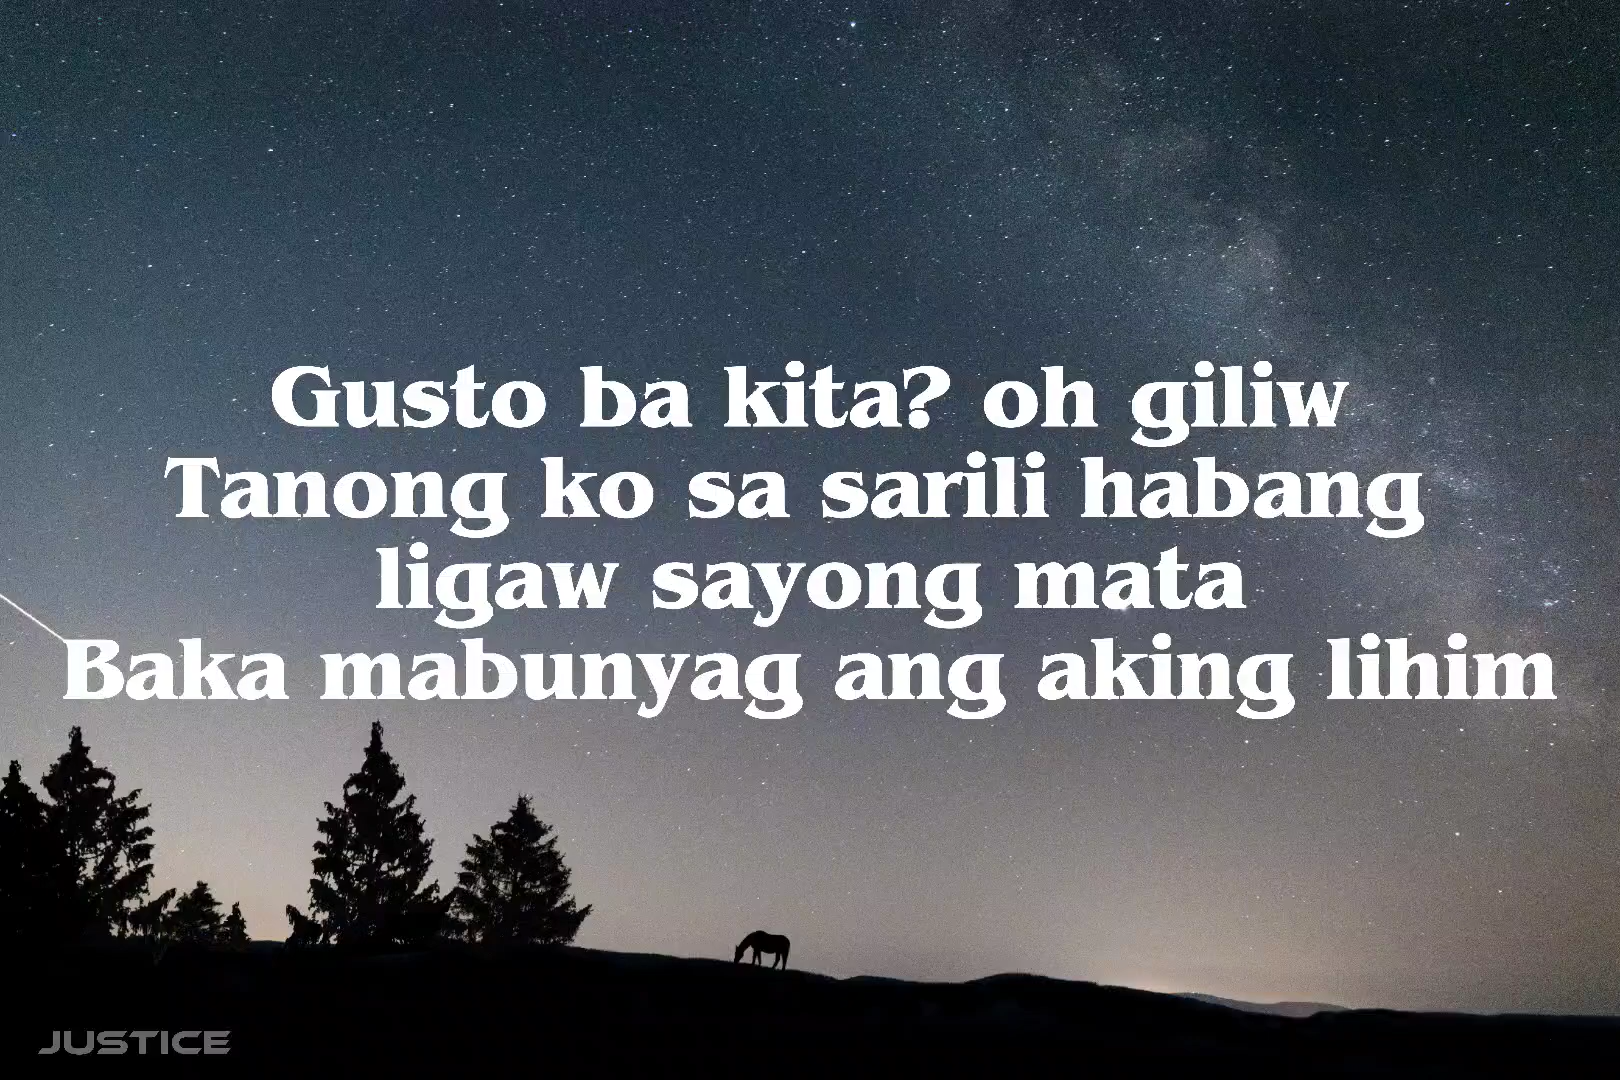 Gusto ba kita? oh giliw
Tanong ko sa sarili habang
ligaw sayong mata
Baka mabunyag ang aking lihim
JUSTICE